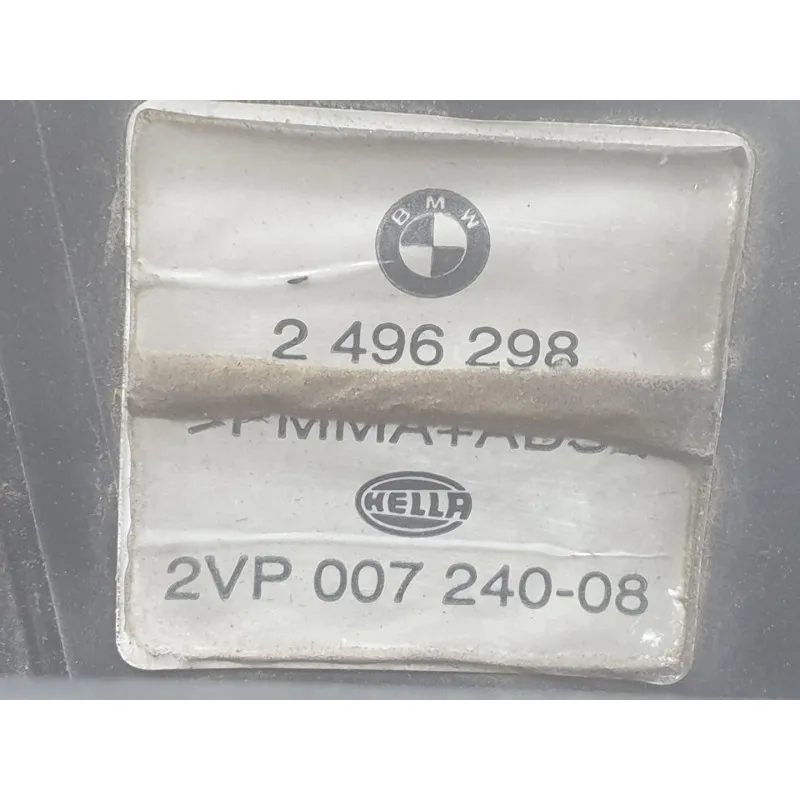 BMW
2 496 298
>PMMA+ABS<
HELLA
2VP 007 240-08